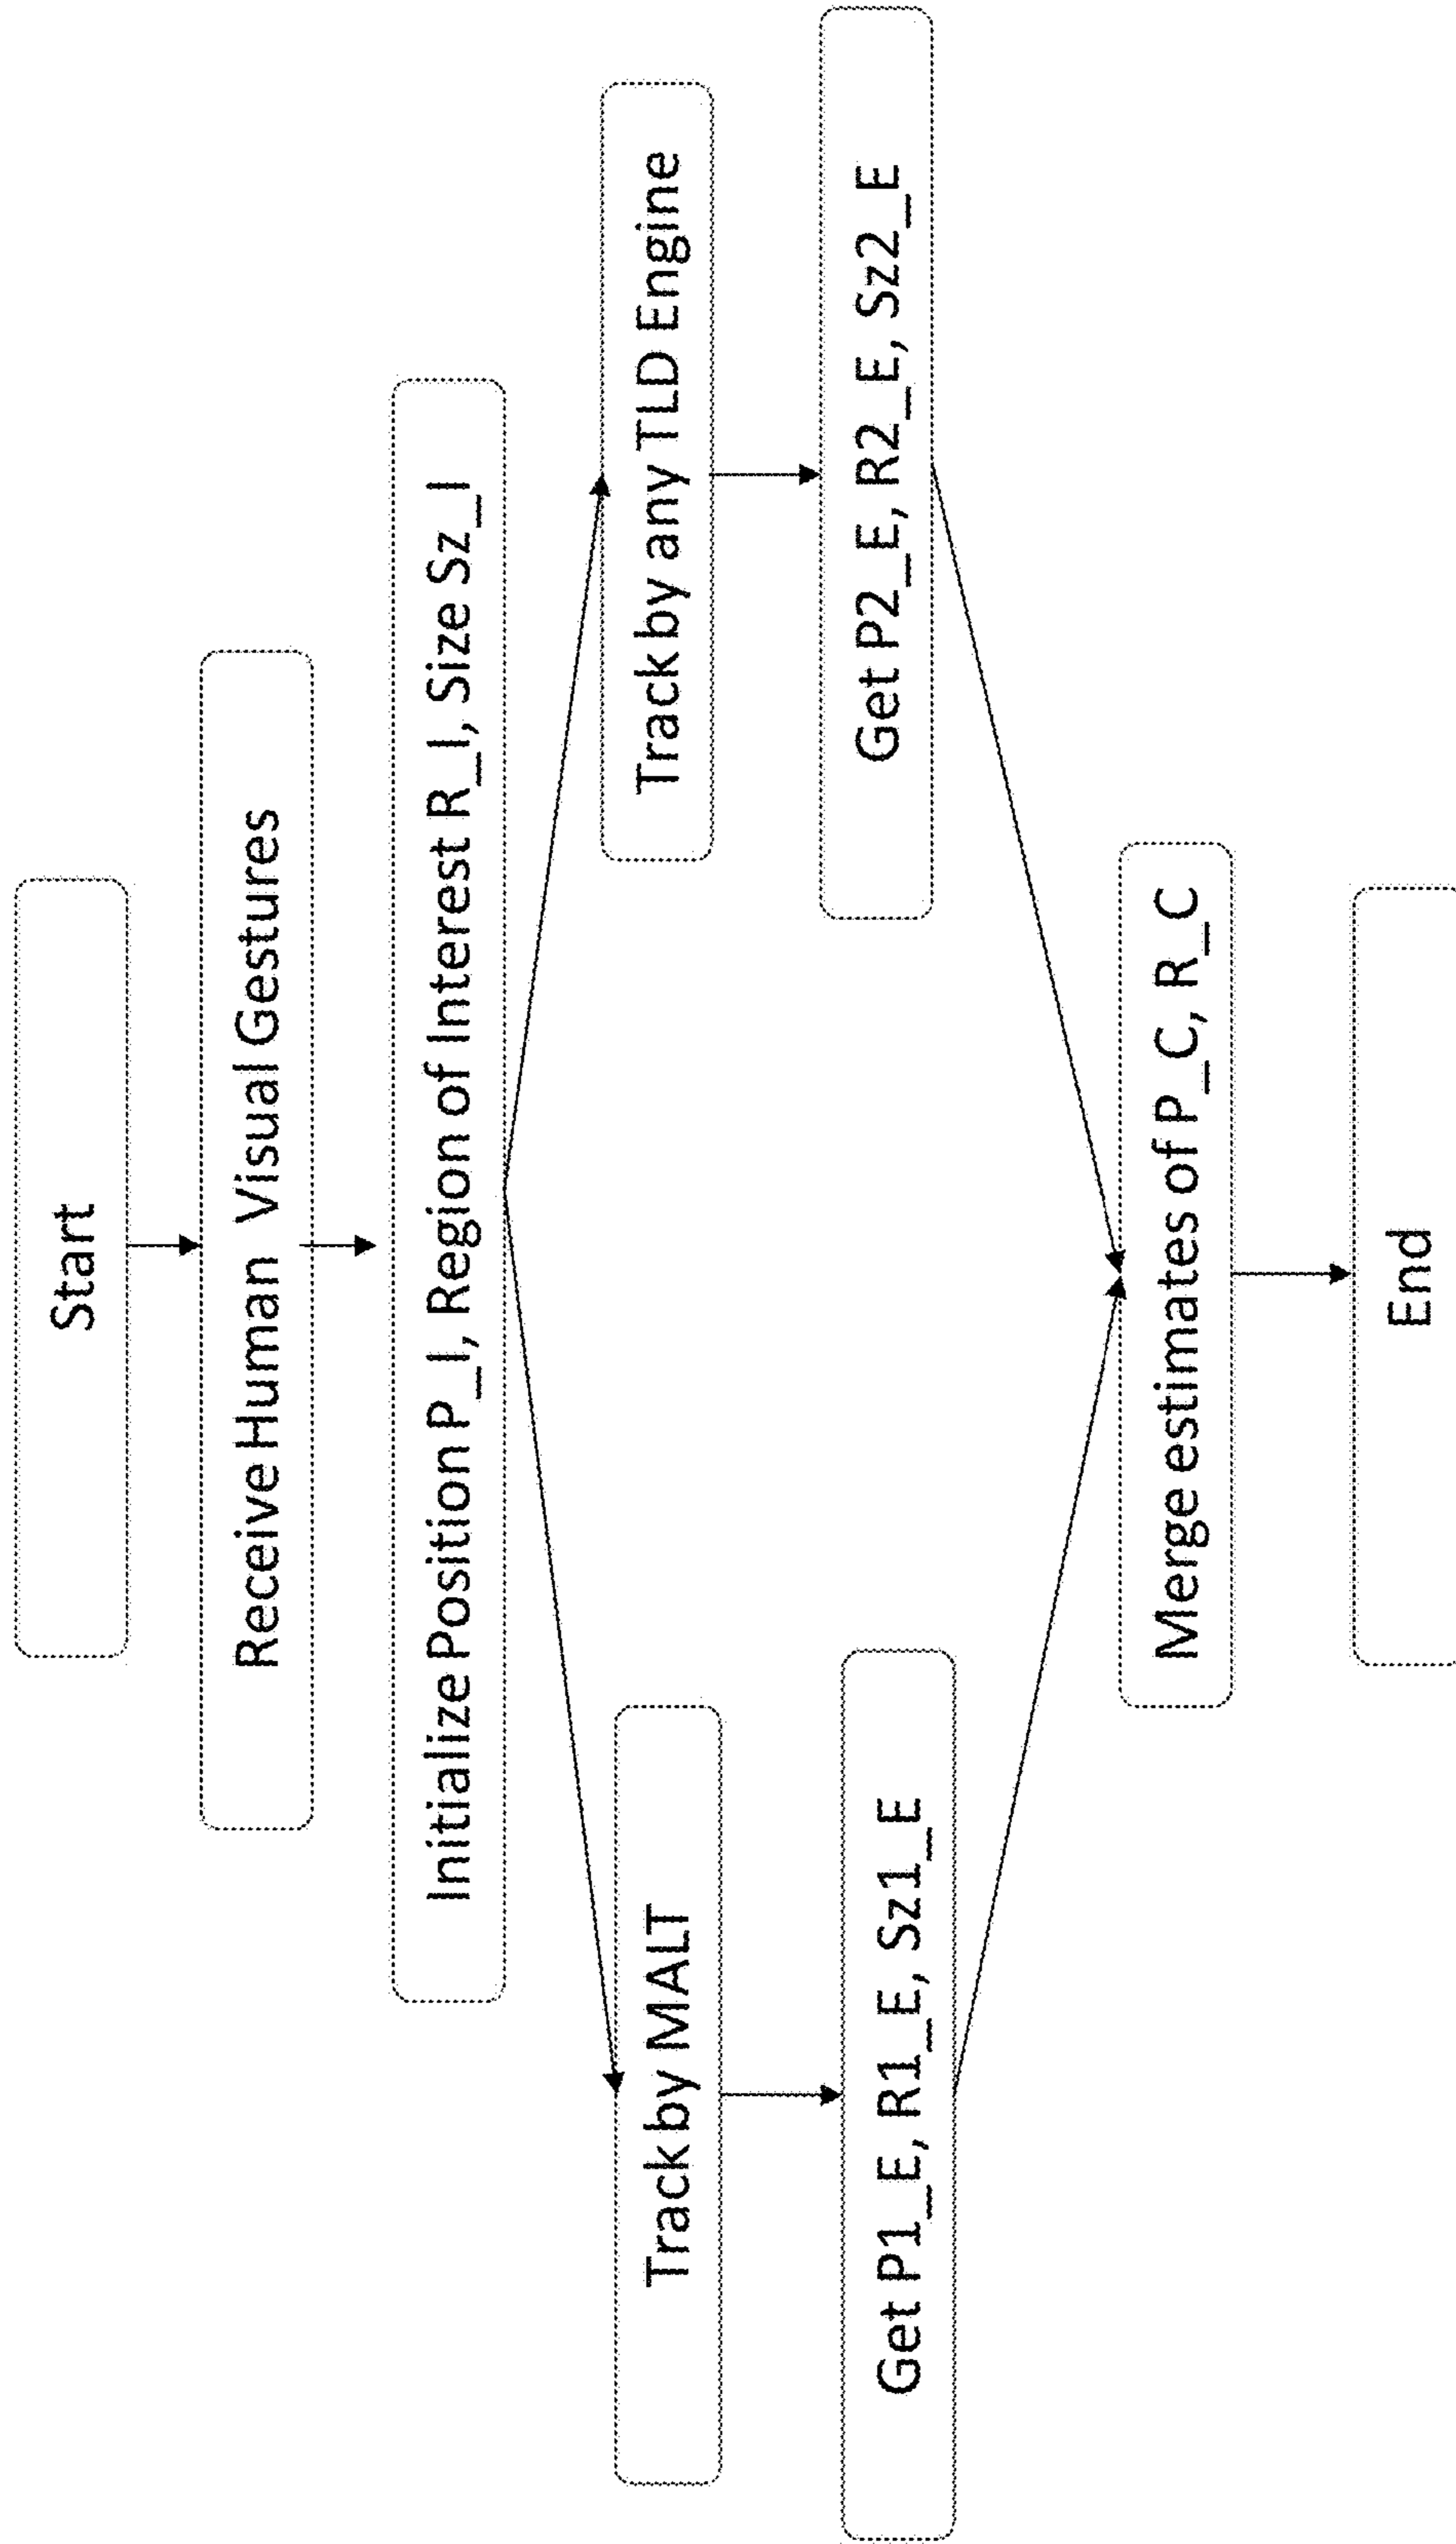 Start
Receive Human Visual Gestures
Initialize Position P_I, Region of Interest R_I, Size Sz_I
Track by MALT
Track by any TLD Engine
Get P1_E, R1_E, Sz1_E
Get P2_E, R2_E, Sz2_E
Merge estimates of P_C, R_C
End